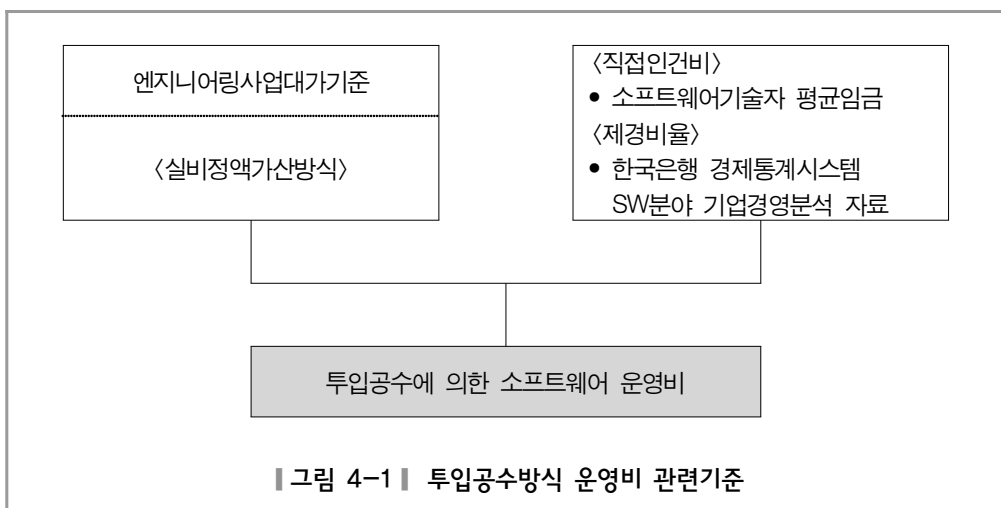 엔지니어링사업대가기준
〈실비정액가산방식〉
〈직접인건비〉
• 소프트웨어기술자 평균임금
〈제경비율〉
• 한국은행 경제통계시스템
SW분야 기업경영분석 자료
투입공수에 의한 소프트웨어 운영비
‖그림 4-1‖ 투입공수방식 운영비 관련기준